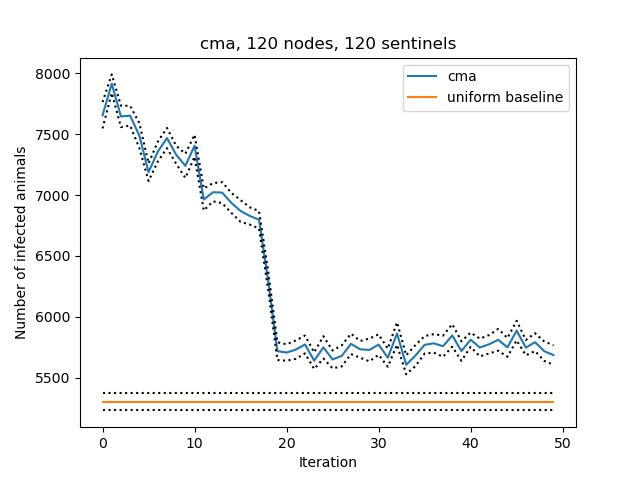 cma, 120 nodes, 120 sentinels
cma
uniform baseline
Number of infected animals
8000
7500
7000
6500
6000
5500
0 10 20 30 40 50
Iteration